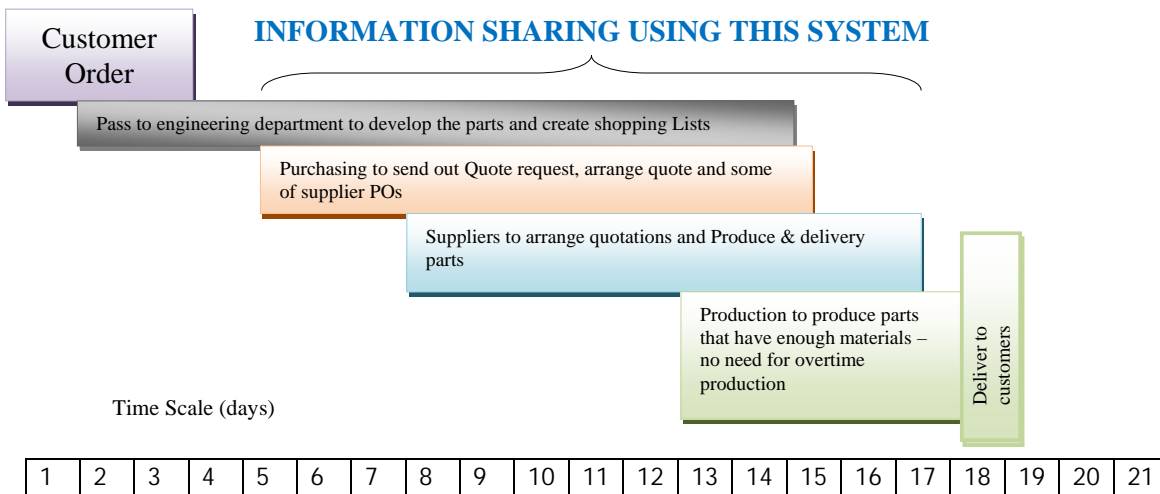 Customer
Order
INFORMATION SHARING USING THIS SYSTEM
Pass to engineering department to develop the parts and create shopping Lists
Purchasing to send out Quote request, arrange quote and some
of supplier POs
Suppliers to arrange quotations and Produce & delivery
parts
Production to produce parts
that have enough materials –
no need for overtime
production
Deliver to
customers
Time Scale (days)
1 2 3 4 5 6 7 8 9 10 11 12 13 14 15 16 17 18 19 20 21